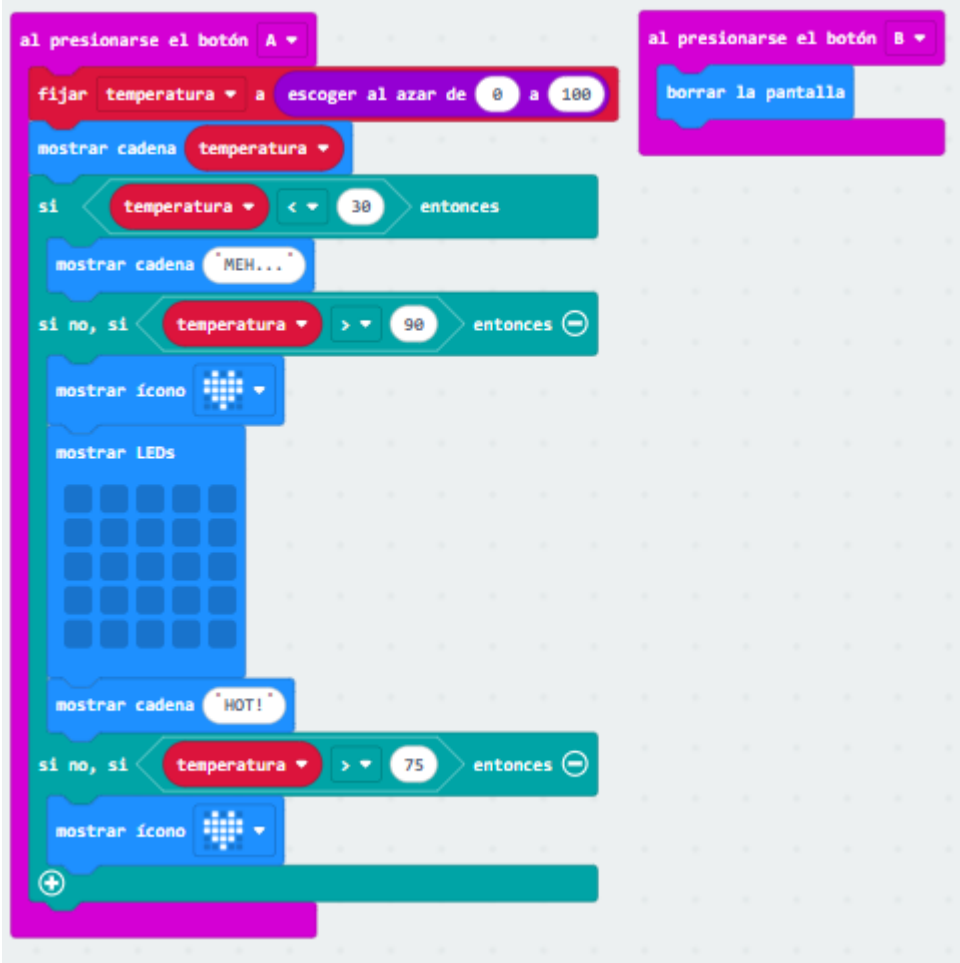 al presionarse el botón A
fijar temperatura a escoger al azar de 0 a 100
mostrar cadena temperatura
si temperatura < 30 entonces
mostrar cadena "MEH..."
si no, si temperatura > 90 entonces
mostrar ícono
mostrar LEDs
mostrar cadena "HOT!"
si no, si temperatura > 75 entonces
mostrar ícono
al presionarse el botón B
borrar la pantalla